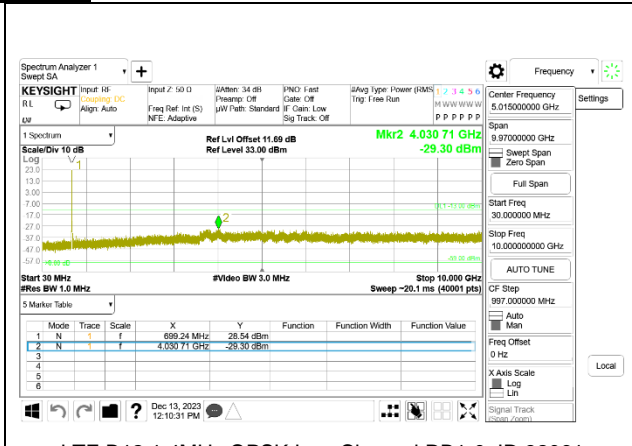 Spectrum Analyzer 1
Swept SA
Frequency
Settings
KEYSIGHT
RL
Input: RF
Coupling: DC
Align: Auto
Input Z: 50 Ω
Freq Ref: Int (S)
NFE: Adaptive
#Atten: 34 dB
Preamp: Off
µW Path: Standard
PNO: Fast
Gate: Off
IF Gain: Low
Sig Track: Off
#Avg Type: Power (RMS
Trig: Free Run
1 2 3 4 5 6
M W W W W W
P P P P P P
1 Spectrum
Scale/Div 10 dB
Log
Ref Lvl Offset 11.69 dB
Ref Level 33.00 dBm
Mkr2 4.030 71 GHz
-29.30 dBm
23.0
13.0
3.00
7.00
17.0
27.0
37.0
47.0
57.0
1
2
Start 30 MHz
#Res BW 1.0 MHz
#Video BW 3.0 MHz
Stop 10.000 GHz
Sweep ~20.1 ms (40001 pts)
5 Marker Table
Mode Trace Scale X Y Function Function Width Function Value
1 N 1 f 699.24 MHz 28.54 dBm
2 N 1 f 4.030 71 GHz -29.30 dBm
3
4
5
6
Center Frequency
5.015000000 GHz
Span
9.97000000 GHz
Swept Span
Zero Span
Full Span
Start Freq
30.000000 MHz
Stop Freq
10.000000000 GHz
AUTO TUNE
CF Step
997.000000 MHz
Auto
Man
Freq Offset
0 Hz
X Axis Scale
Log
Lin
Signal Track
(Span Zoom)
Local
?
Dec 13, 2023
12:10:31 PM